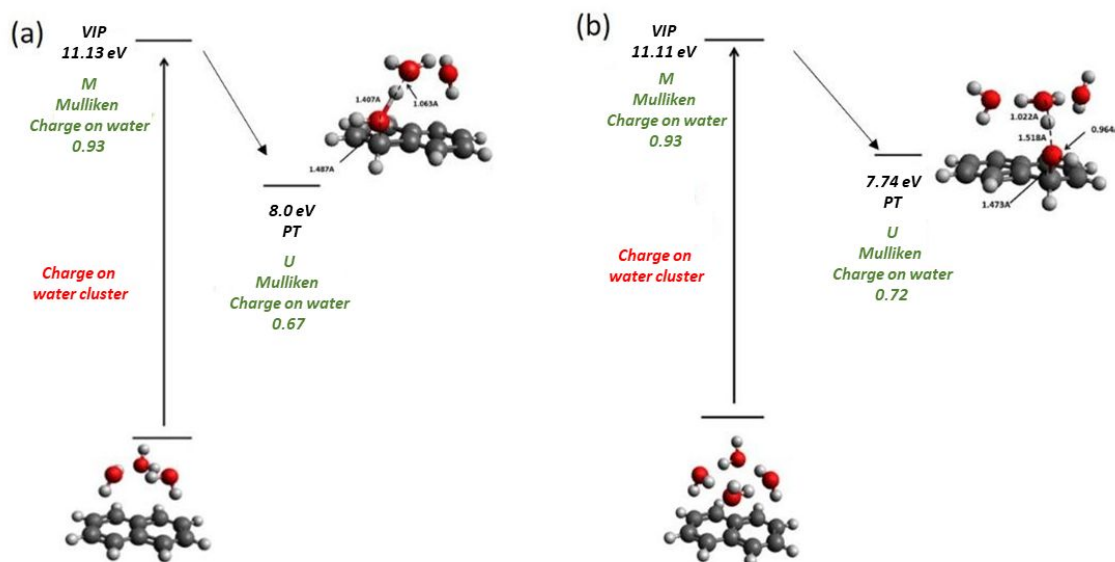 (a)
VIP
11.13 eV
M
Mulliken
Charge on water
0.93
1.407A
1.063A
1.487A
8.0 eV
PT
U
Mulliken
Charge on water
0.67
Charge on
water cluster
(b)
VIP
11.11 eV
M
Mulliken
Charge on water
0.93
1.022A
1.518A
0.964A
1.473A
7.74 eV
PT
U
Mulliken
Charge on water
0.72
Charge on
water cluster